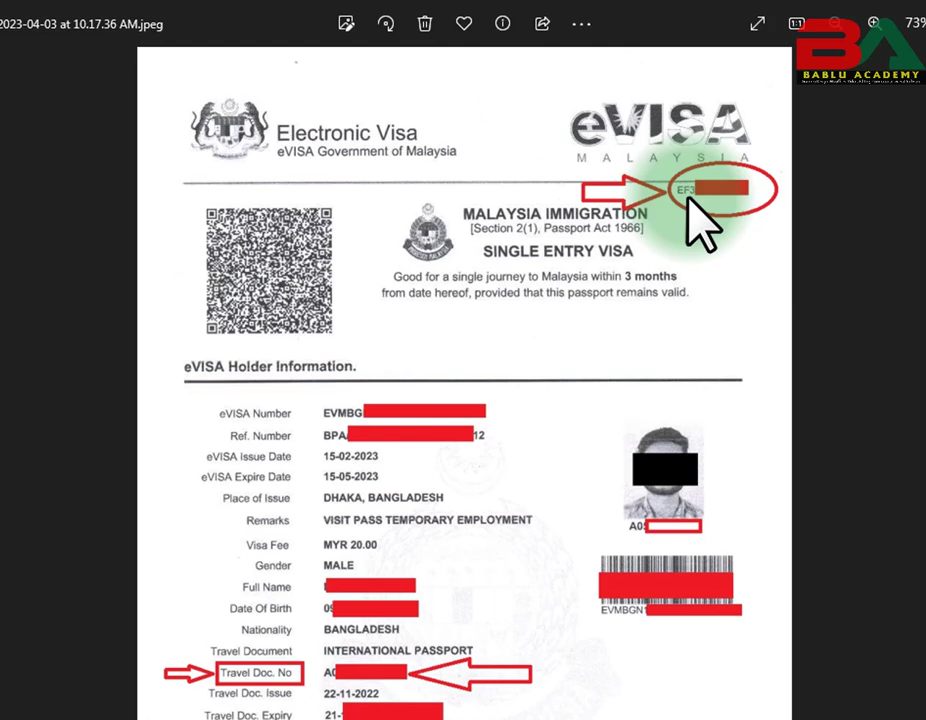 2023-04-03 at 10.17.36 AM.jpeg
1:1
73%
BA
BABLU ACADEMY
Electronic Visa
eVISA Government of Malaysia
eVISA
MALAYSIA
EF3
MALAYSIA IMMIGRATION
[Section 2(1), Passport Act 1966]
SINGLE ENTRY VISA
Good for a single journey to Malaysia within 3 months
from date hereof, provided that this passport remains valid.
eVISA Holder Information.
eVISA Number EVMBG
Ref. Number BPA 12
eVISA Issue Date 15-02-2023
eVISA Expire Date 15-05-2023
Place of Issue DHAKA, BANGLADESH
Remarks VISIT PASS TEMPORARY EMPLOYMENT
Visa Fee MYR 20.00
Gender MALE
Full Name
Date Of Birth 09
Nationality BANGLADESH
Travel Document INTERNATIONAL PASSPORT
Travel Doc. No A0
Travel Doc. Issue 22-11-2022
Travel Doc. Expiry 21-
A0
EVMBGN